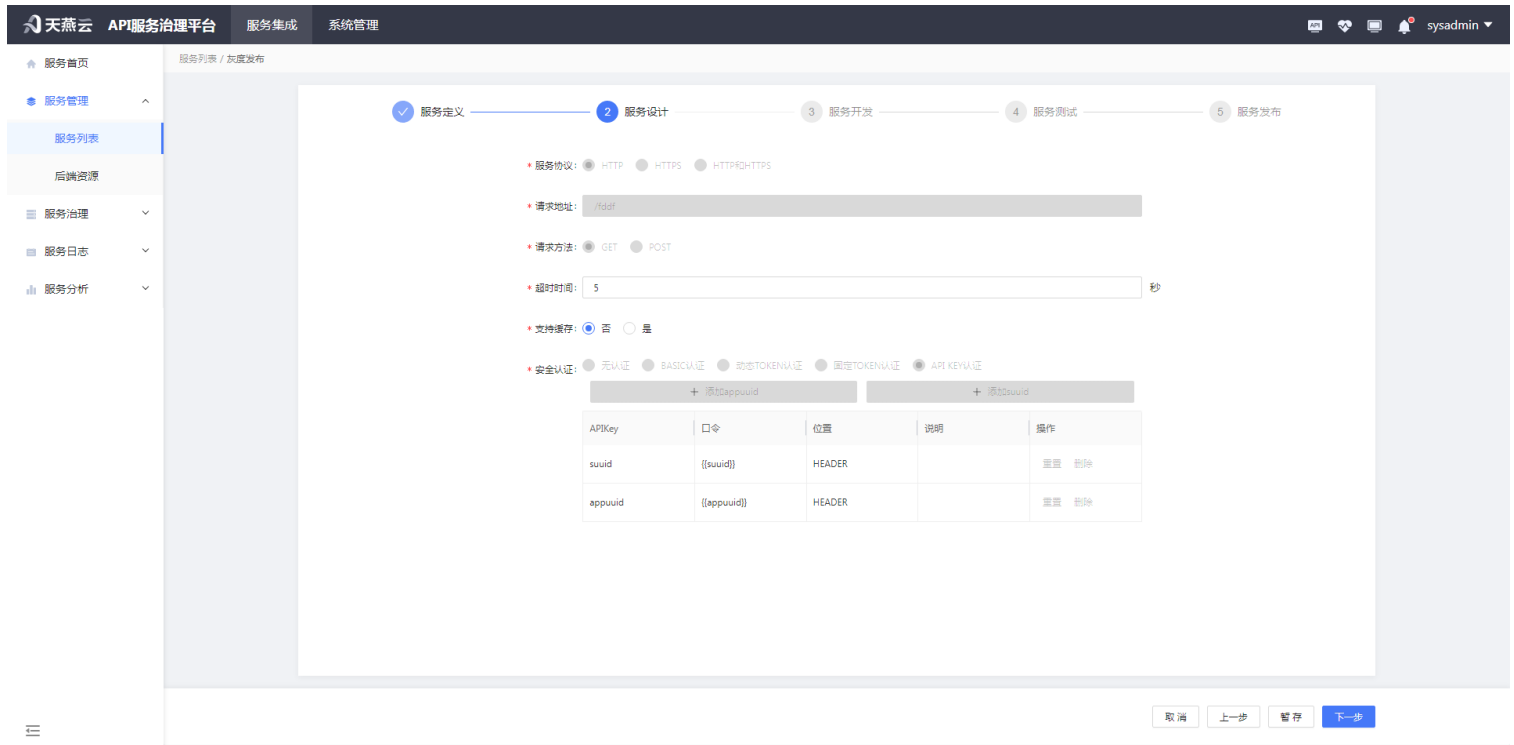 天燕云 API服务治理平台 服务集成 系统管理 API sysadmin
服务首页
服务列表 / 灰度发布
服务管理
服务列表
后端资源
服务治理
服务日志
服务分析
服务定义 2 服务设计 3 服务开发 4 服务测试 5 服务发布
* 服务协议: HTTP HTTPS HTTP和HTTPS
* 请求地址: /fddf
* 请求方法: GET POST
* 超时时间: 5 秒
* 支持缓存: 否 是
* 安全认证: 无认证 BASIC认证 动态TOKEN认证 固定TOKEN认证 API KEY认证
+ 添加appuuid + 添加suuid
APIKey 口令 位置 说明 操作
suuid {{suuid}} HEADER 重置 删除
appuuid {{appuuid}} HEADER 重置 删除
取消 上一步 暂存 下一步